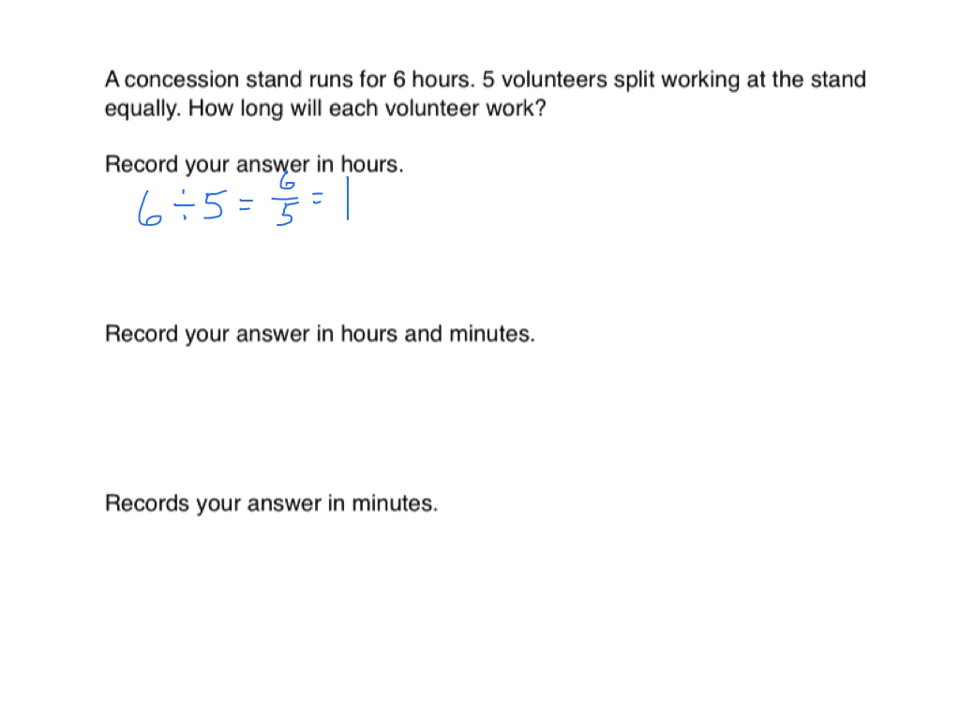 A concession stand runs for 6 hours. 5 volunteers split working at the stand
equally. How long will each volunteer work?
Record your answer in hours.
6 ÷ 5 = 6/5 = 1
Record your answer in hours and minutes.
Records your answer in minutes.